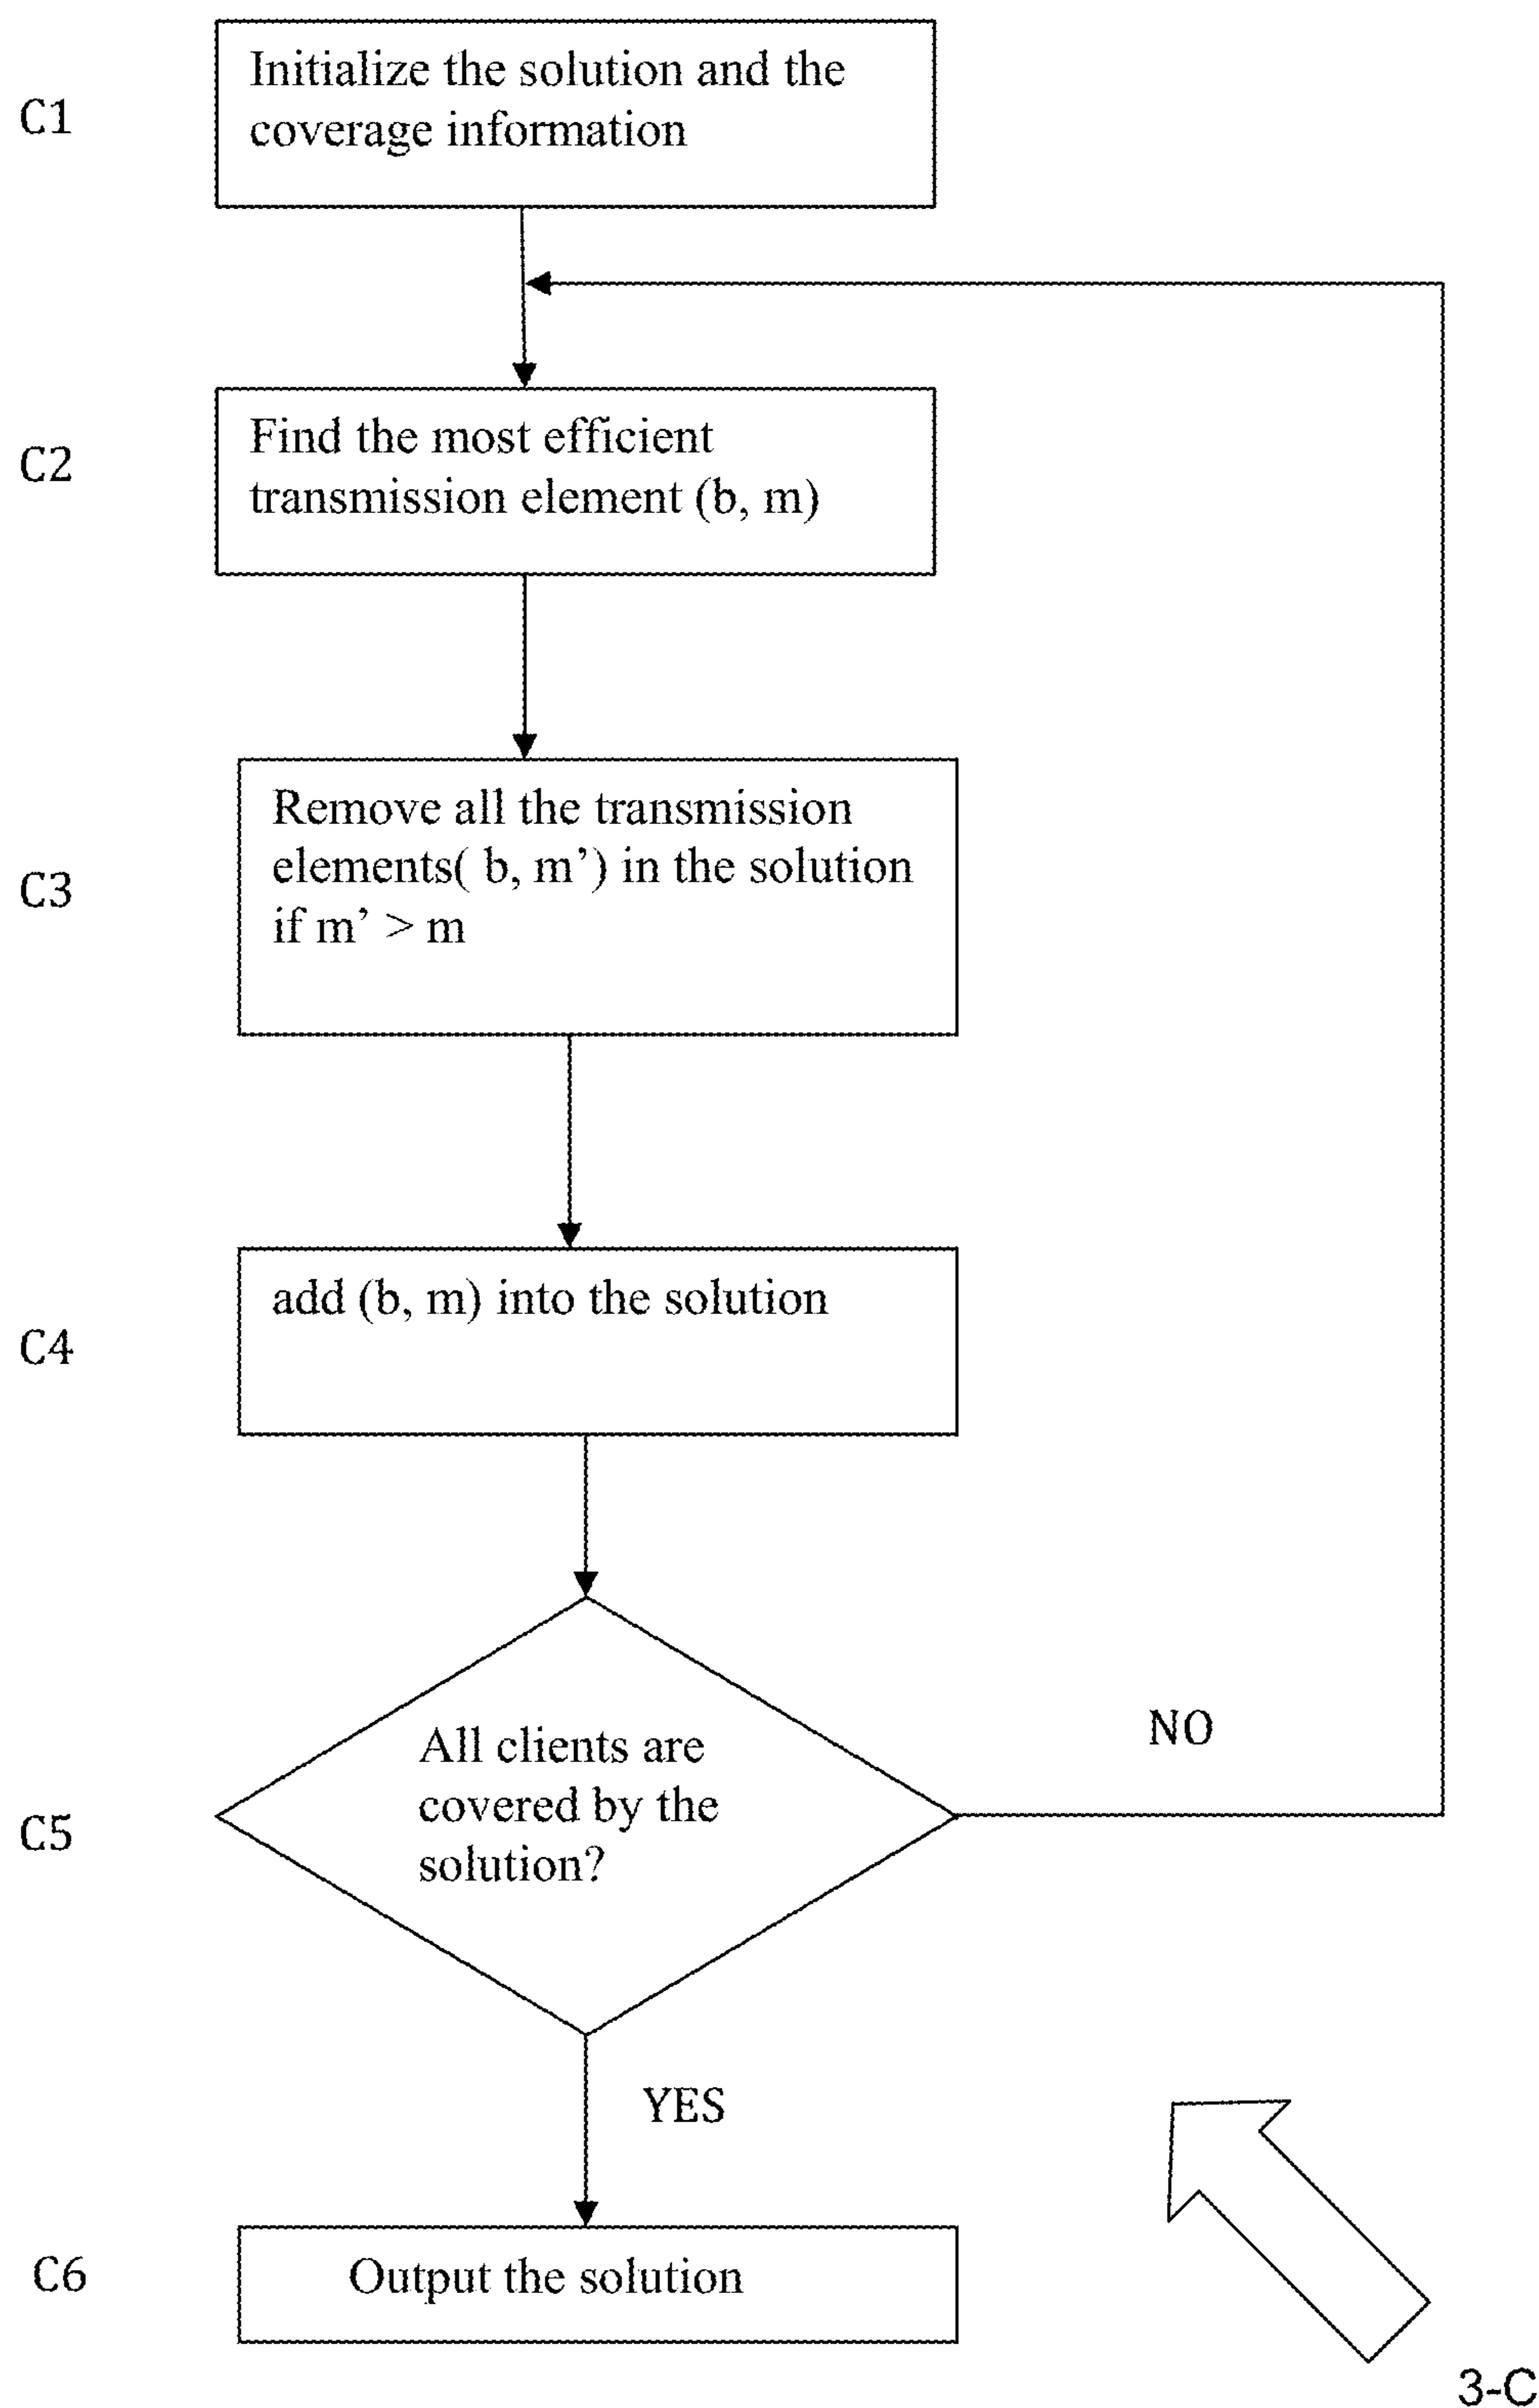 C1
Initialize the solution and the
coverage information
C2
Find the most efficient
transmission element (b, m)
C3
Remove all the transmission
elements( b, m’) in the solution
if m’ > m
C4
add (b, m) into the solution
C5
All clients are
covered by the
solution?
NO
YES
C6
Output the solution
3-C